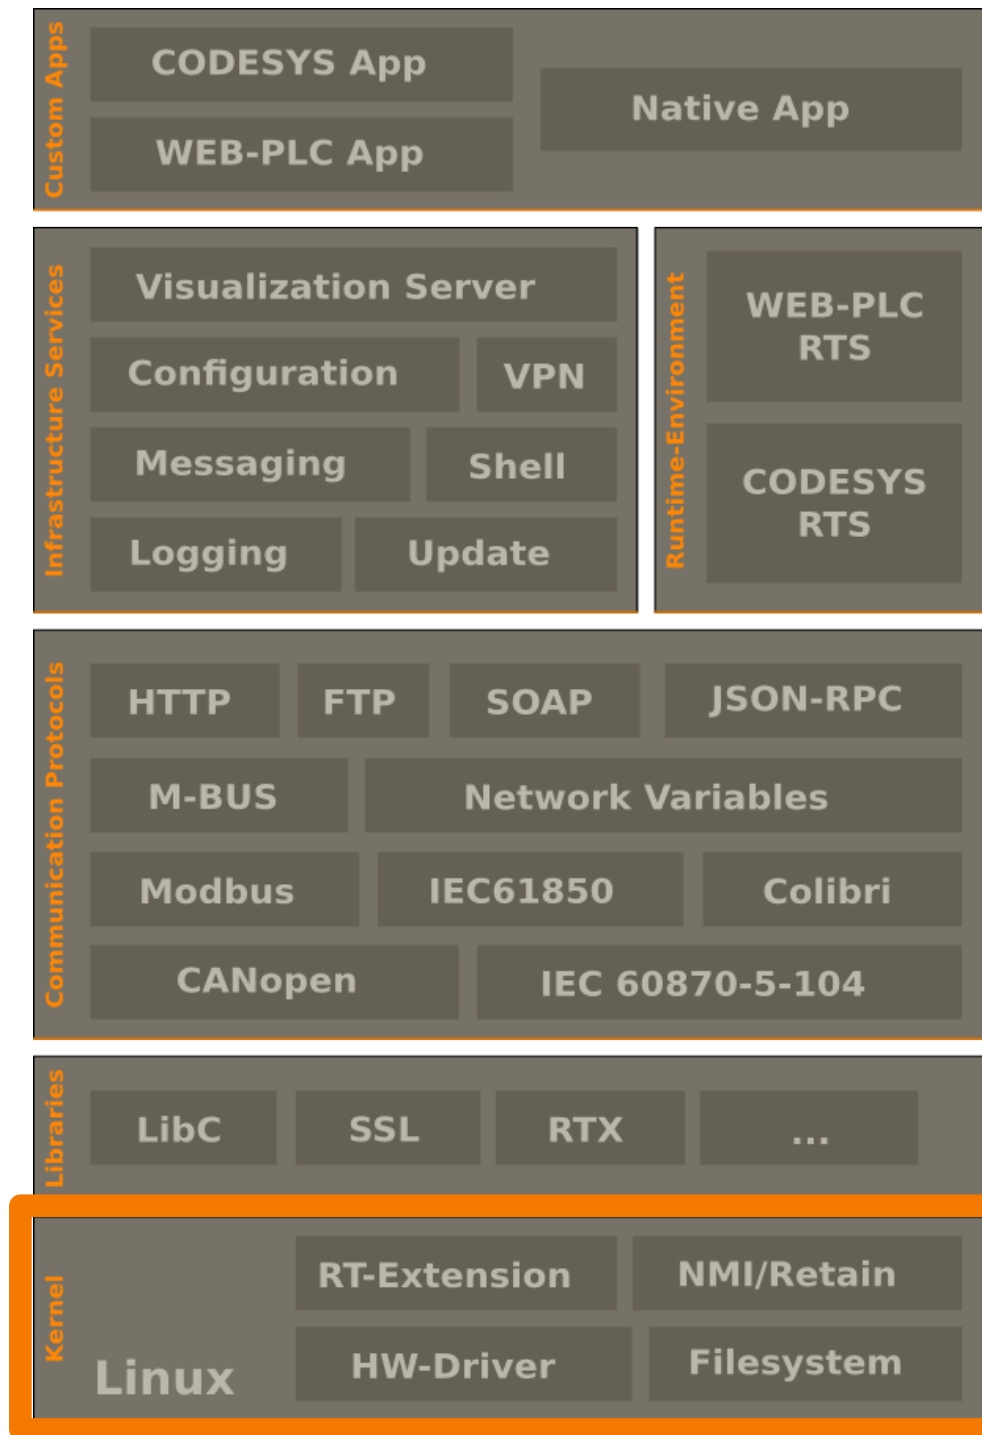 Custom Apps
CODESYS App
Native App
WEB-PLC App
Infrastructure Services
Visualization Server
Configuration
VPN
Messaging
Shell
Logging
Update
Runtime-Environment
WEB-PLC
RTS
CODESYS
RTS
Communication Protocols
HTTP
FTP
SOAP
JSON-RPC
M-BUS
Network Variables
Modbus
IEC61850
Colibri
CANopen
IEC 60870-5-104
Libraries
LibC
SSL
RTX
...
Kernel
Linux
RT-Extension
NMI/Retain
HW-Driver
Filesystem